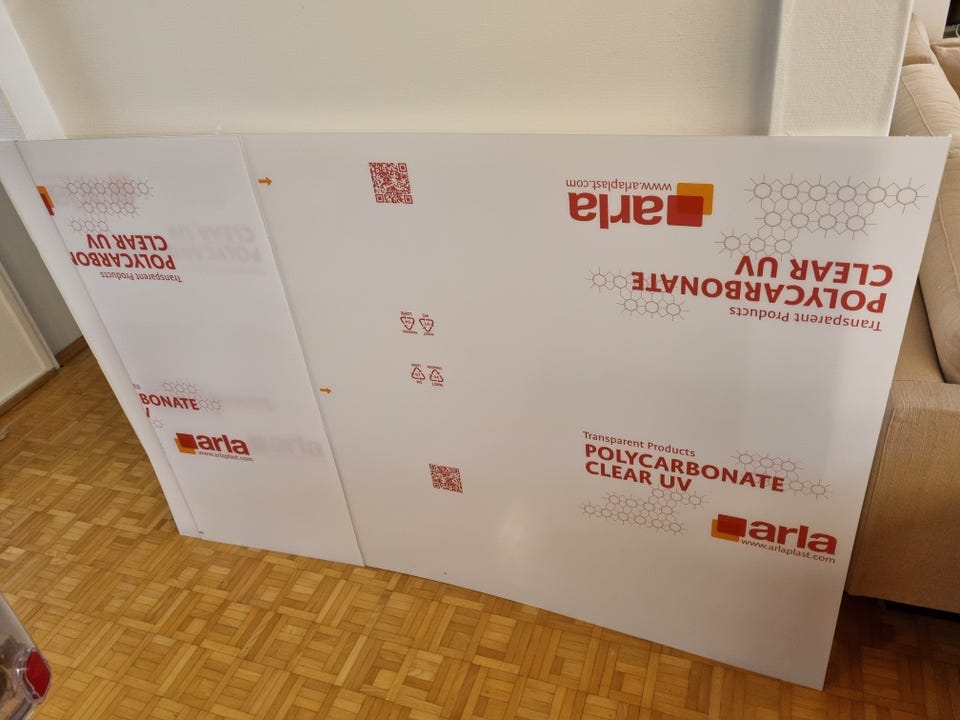 www.arlaplast.com
arla
CLEAR UV
POLYCARBONATE
Transparent Products
CLEAR UV
POLYCARBON
Transparent Products
BONATE
V
arla
www.arlaplast.com
Transparent Products
POLYCARBONATE
CLEAR UV
arla
www.arlaplast.com